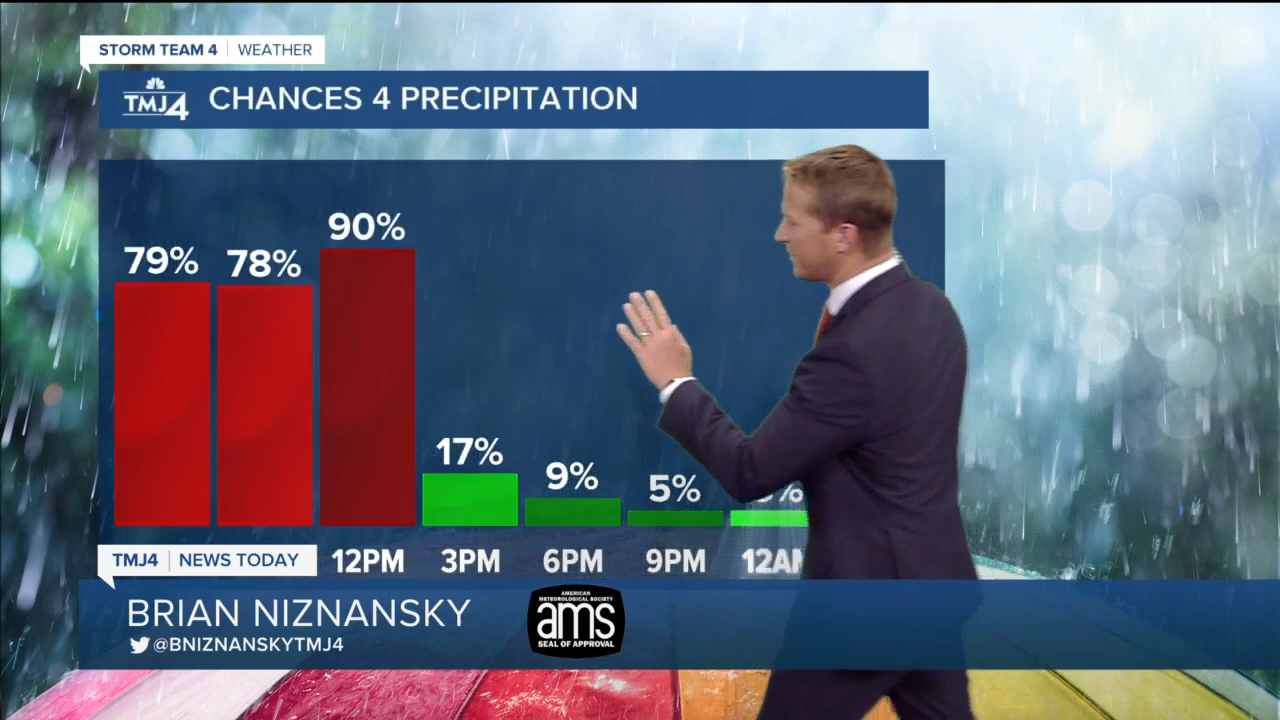 STORM TEAM 4 | WEATHER
TMJ4 CHANCES 4 PRECIPITATION
79% 78% 90% 17% 9% 5%
12PM 3PM 6PM 9PM
TMJ4 | NEWS TODAY
BRIAN NIZNANSKY
@BNIZNANSKYTMJ4
AMERICAN
METEOROLOGICAL SOCIETY
ams
SEAL OF APPROVAL